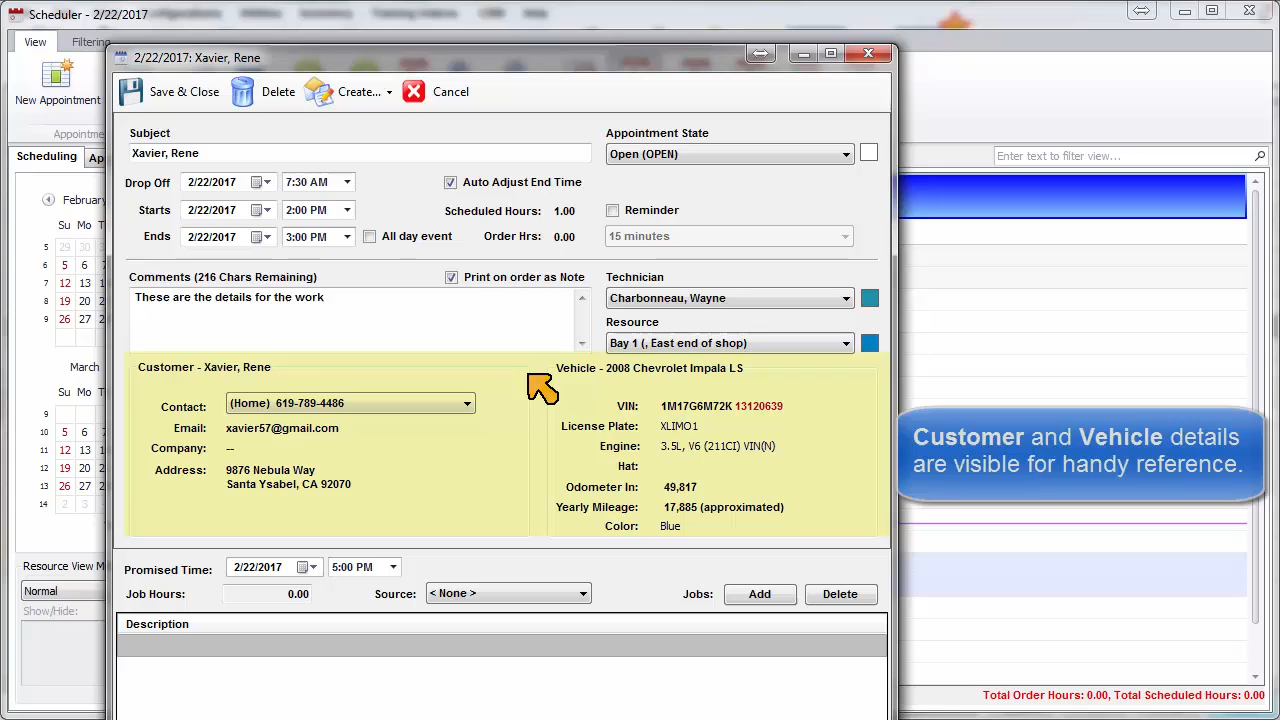 Scheduler - 2/22/2017
View
Filtering
New Appointment
Scheduling
Enter text to filter view...
February
Su Mo
5 29 30
6 5 6
7 12 13
8 19 20
9 26 27
March
Su Mo
9
10 5 6
11 12 13
12 19 20
13 26 27
14
Resource View
Normal
Show/Hide:
2/22/2017: Xavier, Rene
Save & Close
Delete
Create...
Cancel
Subject
Xavier, Rene
Appointment State
Open (OPEN)
Drop Off 2/22/2017 7:30 AM
Auto Adjust End Time
Starts 2/22/2017 2:00 PM
Scheduled Hours: 1.00
Reminder
Ends 2/22/2017 3:00 PM
All day event
Order Hrs: 0.00
15 minutes
Comments (216 Chars Remaining)
Print on order as Note
These are the details for the work
Technician
Charbonneau, Wayne
Resource
Bay 1 (, East end of shop)
Customer - Xavier, Rene
Contact: (Home) 619-789-4486
Email: xavier57@gmail.com
Company: --
Address: 9876 Nebula Way
Santa Ysabel, CA 92070
Vehicle - 2008 Chevrolet Impala LS
VIN: 1M17G6M72K 13120639
License Plate: XLIMO1
Engine: 3.5L, V6 (211CI) VIN(N)
Hat:
Odometer In: 49,817
Yearly Mileage: 17,885 (approximated)
Color: Blue
Customer and Vehicle details
are visible for handy reference.
Promised Time: 2/22/2017 5:00 PM
Job Hours: 0.00
Source: < None >
Jobs: Add Delete
Description
Total Order Hours: 0.00, Total Scheduled Hours: 0.00